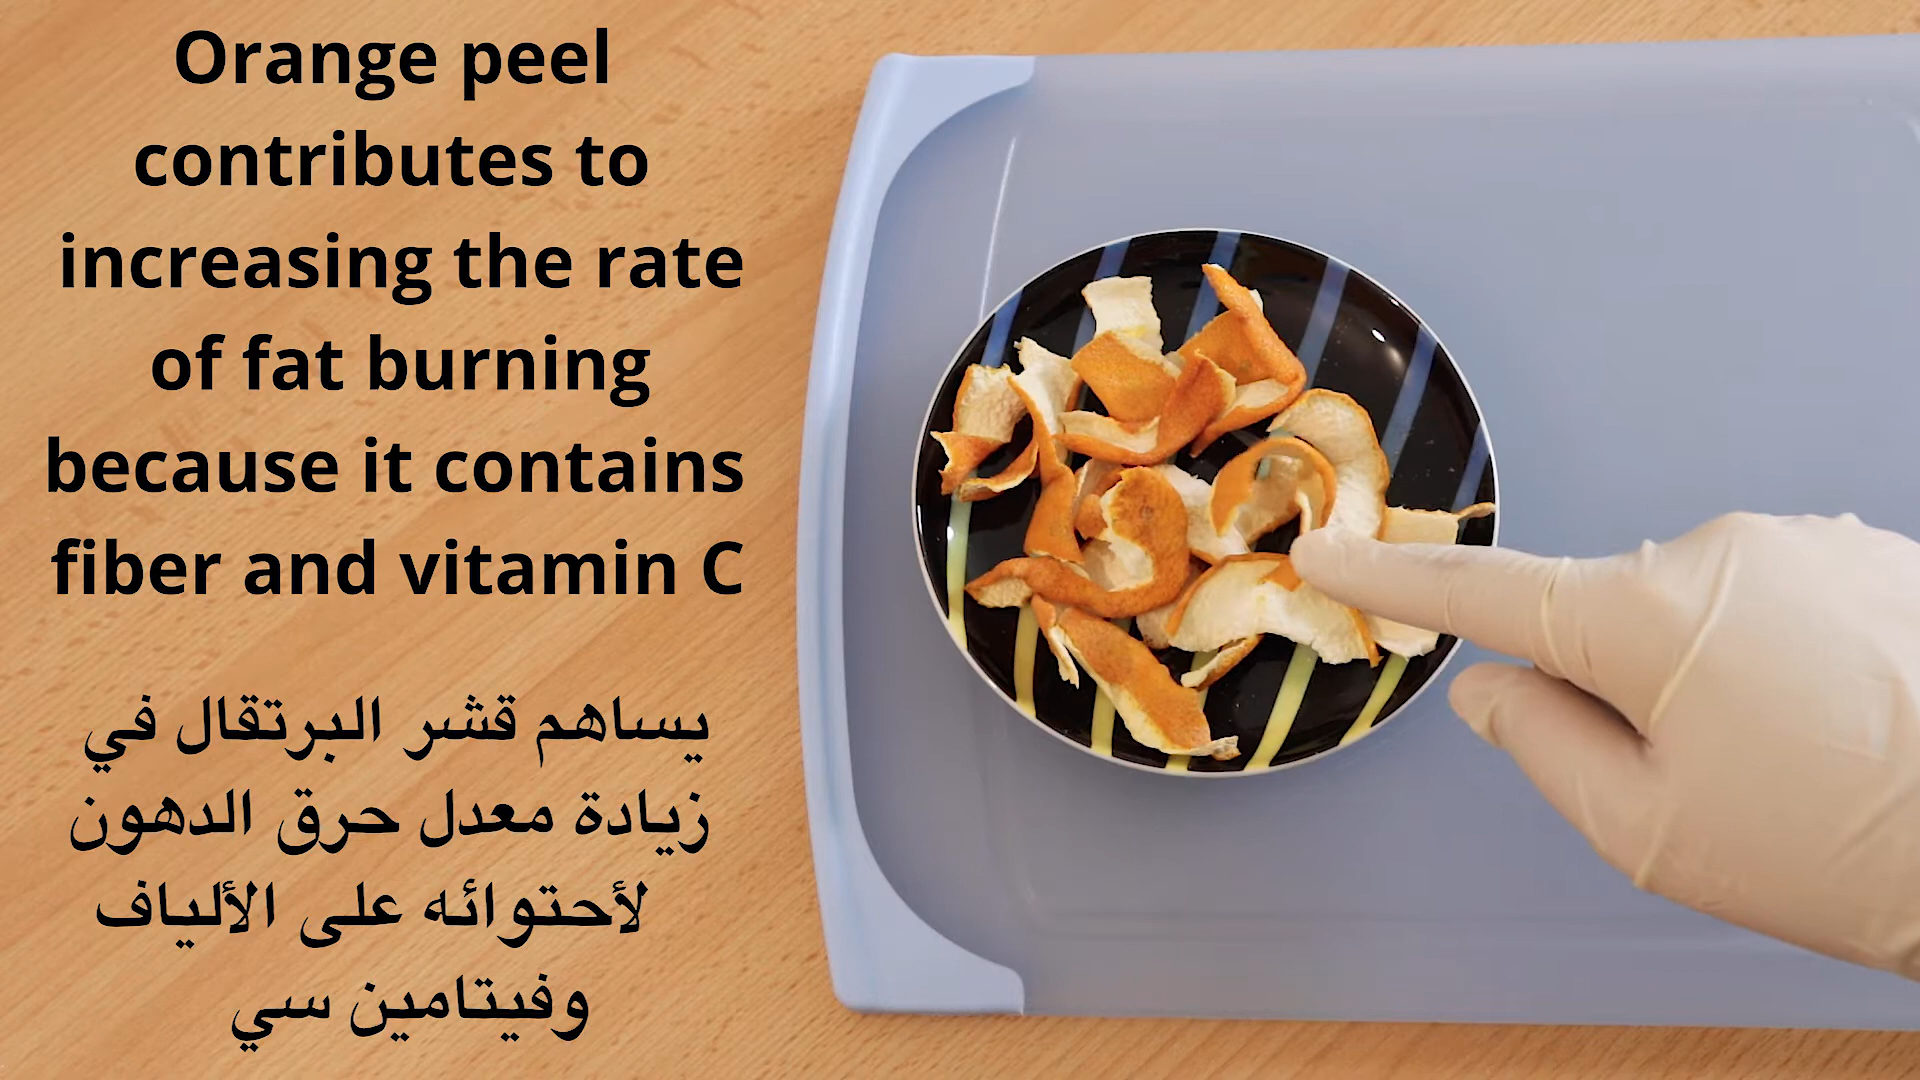 Orange peel
contributes to
increasing the rate
of fat burning
because it contains
fiber and vitamin C
يساهم قشر البرتقال في
زيادة معدل حرق الدهون
لأحتوائه على الألياف
وفيتامين سي